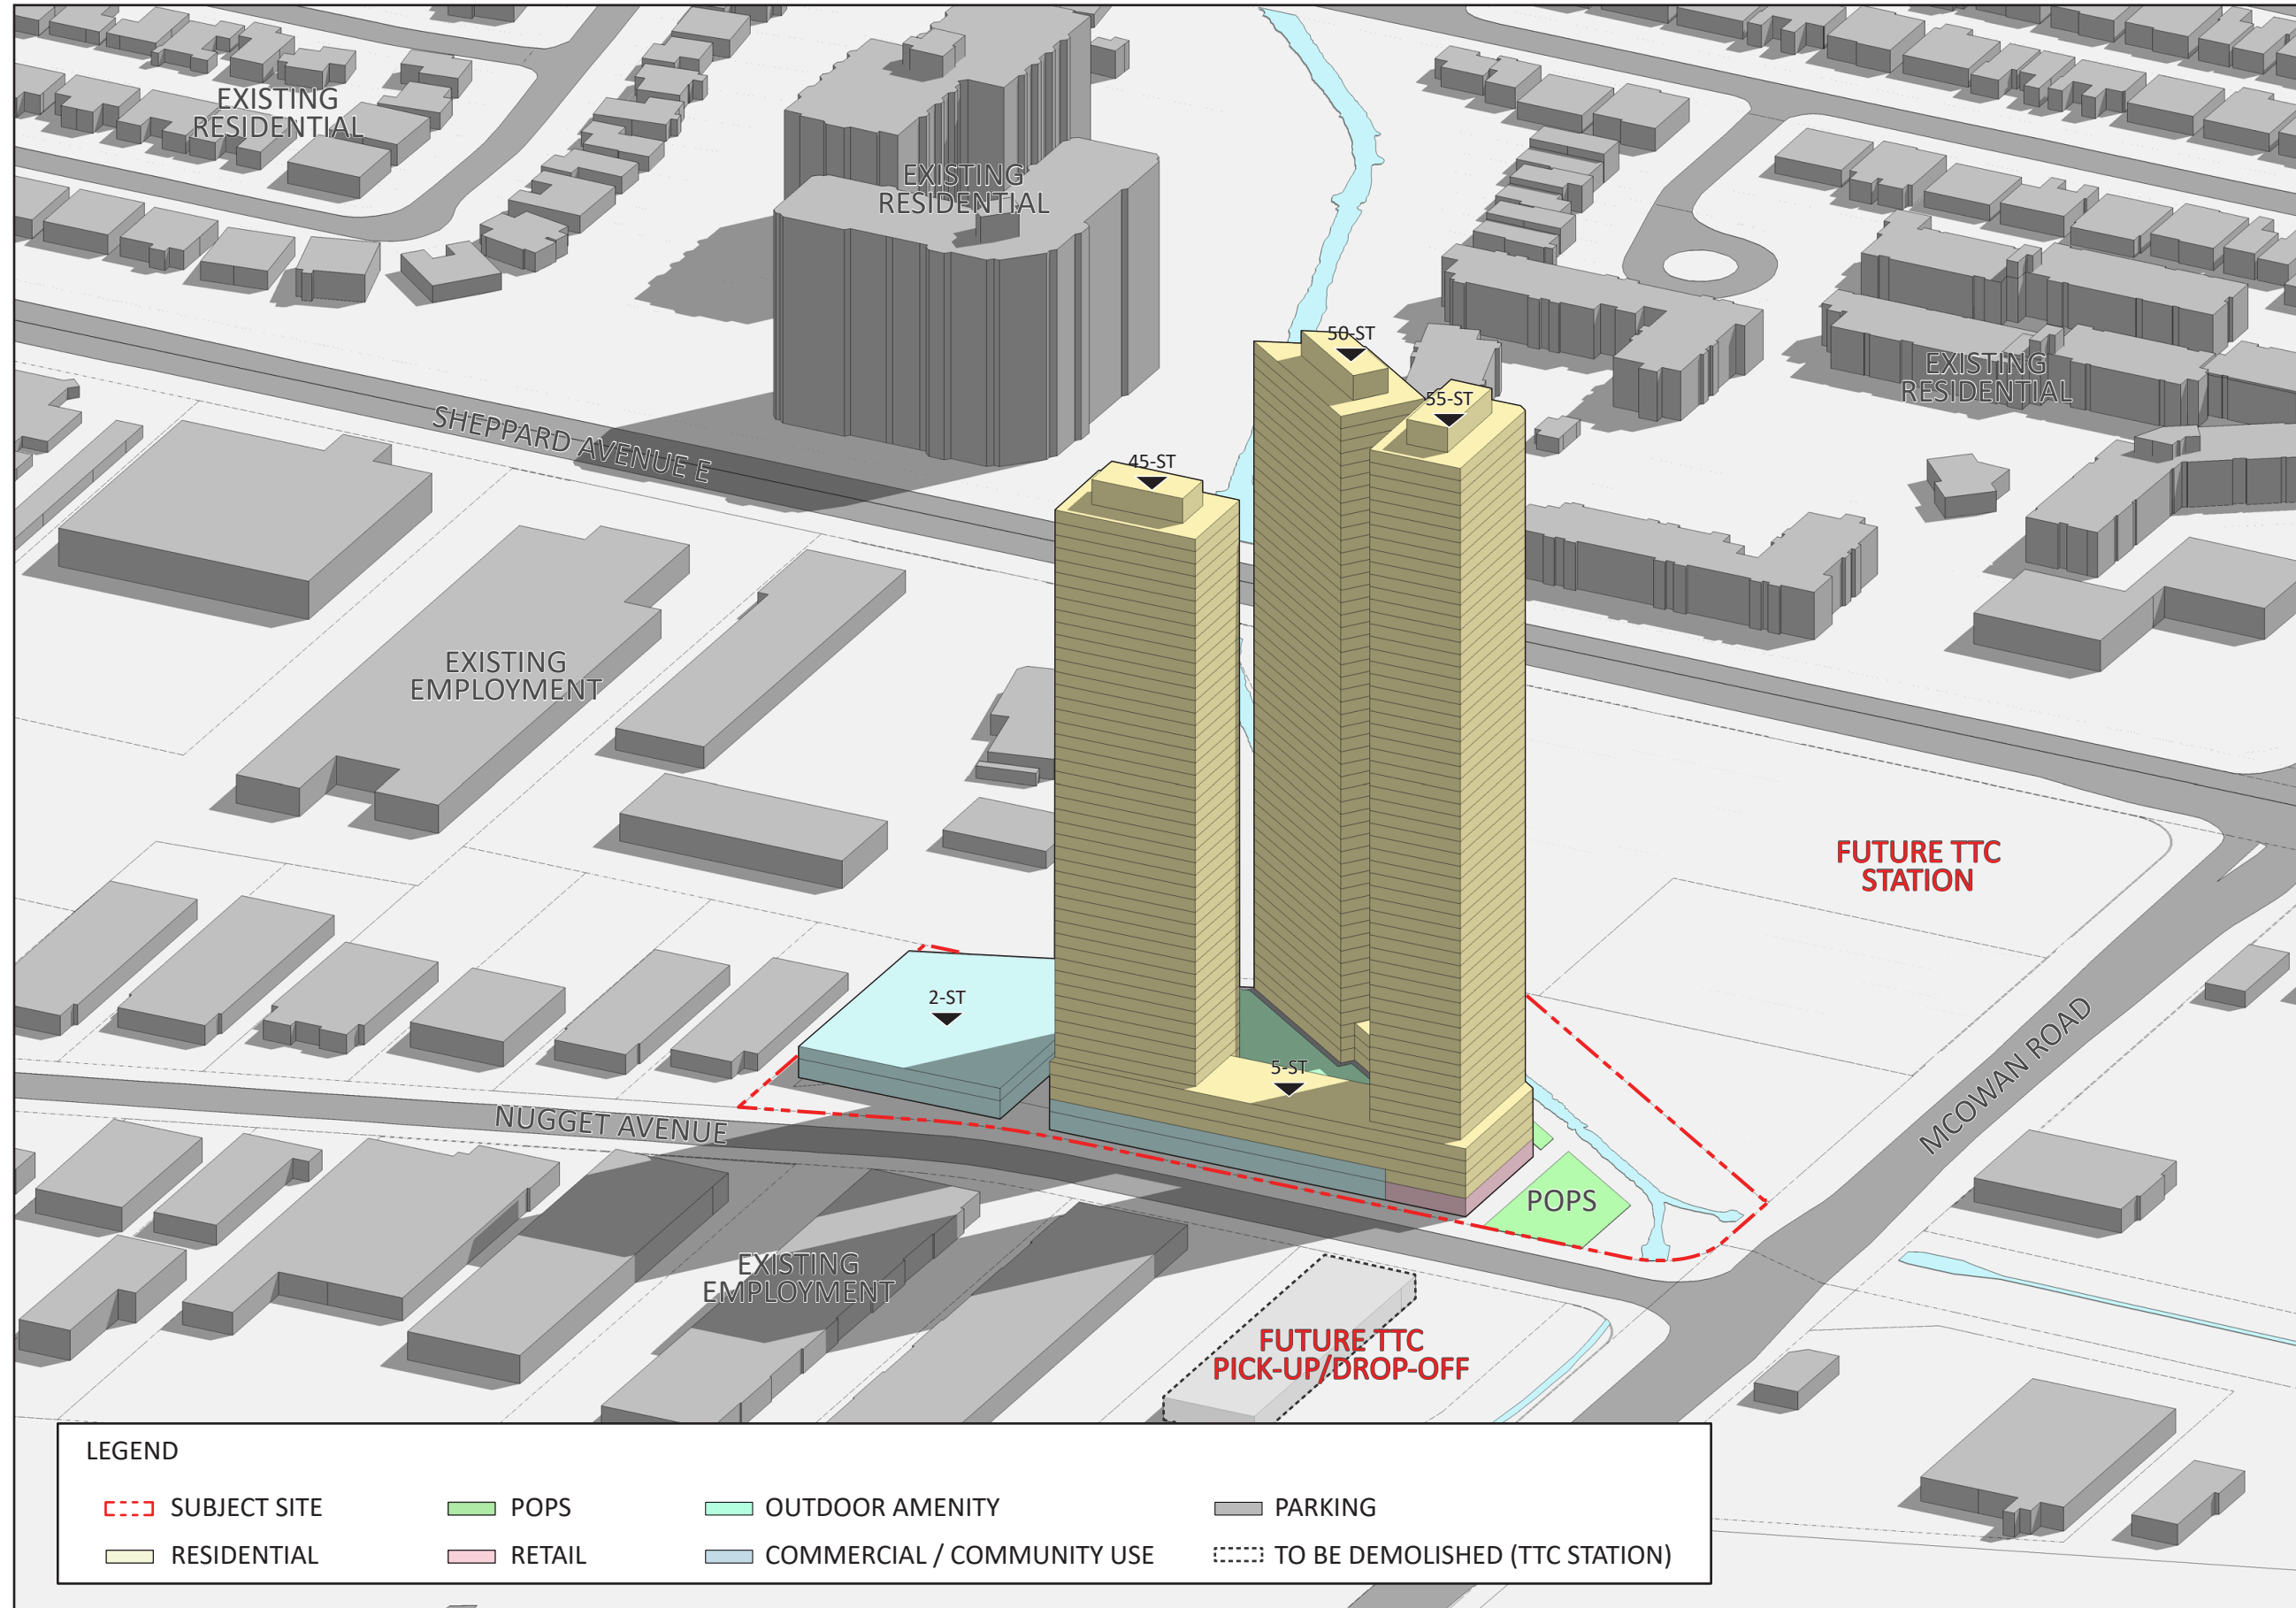 EXISTING
RESIDENTIAL
EXISTING
RESIDENTIAL
50-ST
EXISTING
RESIDENTIAL
55-ST
SHEPPARD AVENUE E
45-ST
EXISTING
EMPLOYMENT
FUTURE TTC
STATION
2-ST
5-ST
MCOWAN ROAD
NUGGET AVENUE
POPS
EXISTING
EMPLOYMENT
FUTURE TTC
PICK-UP/DROP-OFF
LEGEND
SUBJECT SITE
POPS
OUTDOOR AMENITY
PARKING
RESIDENTIAL
RETAIL
COMMERCIAL / COMMUNITY USE
TO BE DEMOLISHED (TTC STATION)